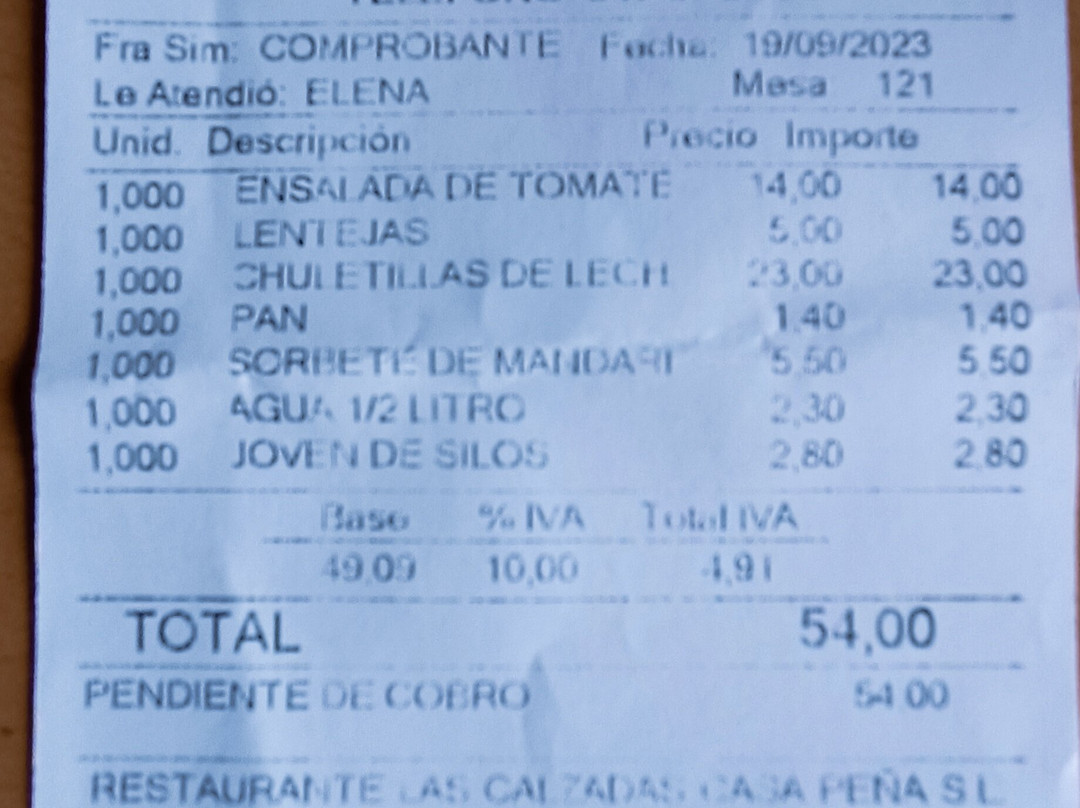 Fra Sim: COMPROBANTE Fecha: 19/09/2023
Le Atendió: ELENA Mesa 121
Unid. Descripción Precio Importe
1,000 ENSALADA DE TOMATE 14,00 14,00
1,000 LENTEJAS 5,00 5,00
1,000 CHULETILLAS DE LECH 23,00 23,00
1,000 PAN 1,40 1,40
1,000 SORBETE DE MANDARI 5,50 5,50
1,000 AGUA 1/2 LITRO 2,30 2,30
1,000 JOVEN DE SILOS 2,80 2,80
Base % IVA Total IVA
49,09 10,00 4,91
TOTAL 54,00
PENDIENTE DE COBRO 54,00
RESTAURANTE LAS CALZADAS CASA PEÑA S L